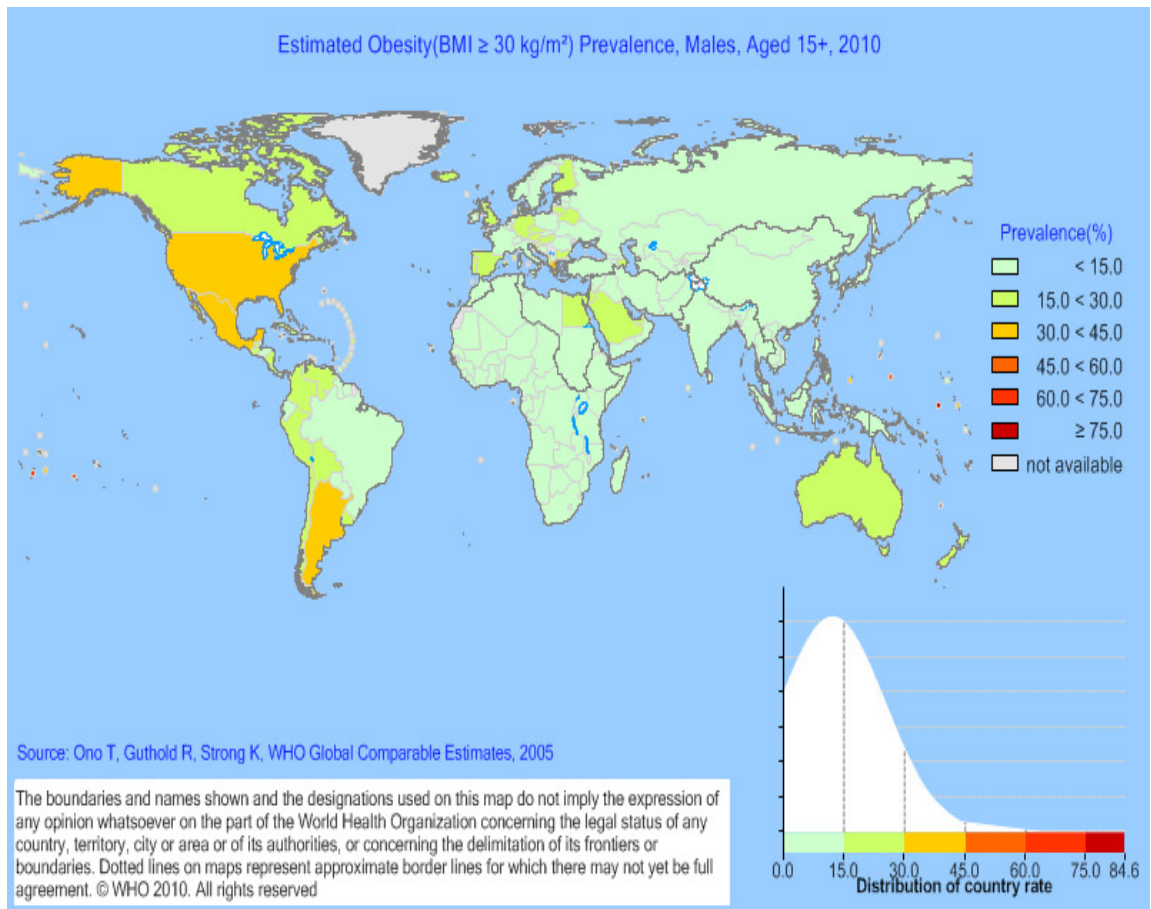 Estimated Obesity(BMI ≥ 30 kg/m²) Prevalence, Males, Aged 15+, 2010
Prevalence(%)
< 15.0
15.0 < 30.0
30.0 < 45.0
45.0 < 60.0
60.0 < 75.0
≥ 75.0
not available
Source: Ono T, Guthold R, Strong K, WHO Global Comparable Estimates, 2005
The boundaries and names shown and the designations used on this map do not imply the expression of
any opinion whatsoever on the part of the World Health Organization concerning the legal status of any
country, territory, city or area or of its authorities, or concerning the delimitation of its frontiers or
boundaries. Dotted lines on maps represent approximate border lines for which there may not yet be full
agreement. © WHO 2010. All rights reserved
0.0 15.0 30.0 45.0 60.0 75.0 84.6
Distribution of country rate